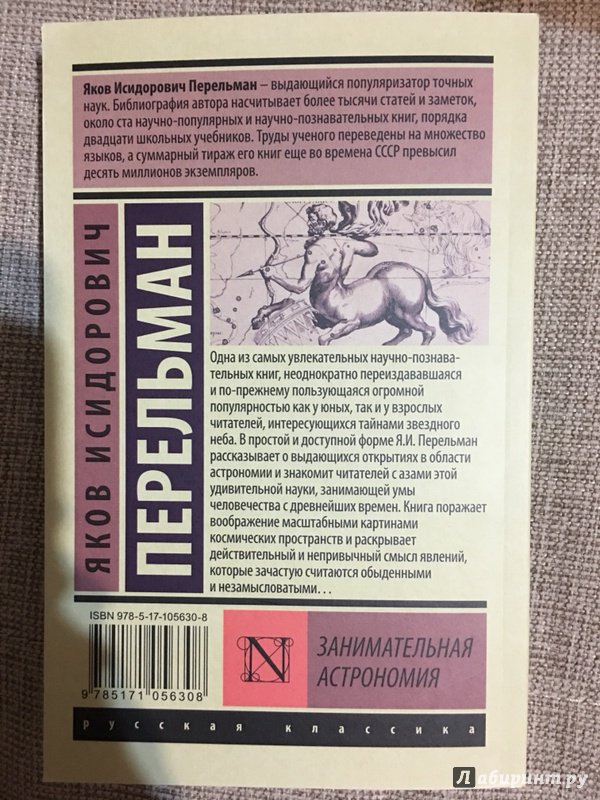 Яков Исидорович Перельман – выдающийся популяризатор точных
наук. Библиография автора насчитывает более тысячи статей и заметок,
около ста научно-популярных и научно-познавательных книг, порядка
двадцати школьных учебников. Труды ученого переведены на множество
языков, а суммарный тираж его книг еще во времена СССР превысил
десять миллионов экземпляров.
ЯКОВ ИСИДОРОВИЧ
ПЕРЕЛЬМАН
Одна из самых увлекательных научно-познава-
тельных книг, неоднократно переиздававшаяся
и по-прежнему пользующаяся огромной
популярностью как у юных, так и у взрослых
читателей, интересующихся тайнами звездного
неба. В простой и доступной форме Я.И. Перельман
рассказывает о выдающихся открытиях в области
астрономии и знакомит читателей с азами этой
удивительной науки, занимающей умы
человечества с древнейших времен. Книга поражает
воображение масштабными картинами
космических пространств и раскрывает
действительный и непривычный смысл явлений,
которые зачастую считаются обыденными
и незамысловатыми...
ISBN 978-5-17-105630-8
9 785171 056308
N
ЗАНИМАТЕЛЬНАЯ
АСТРОНОМИЯ
русская классика
Лабиринт.ру